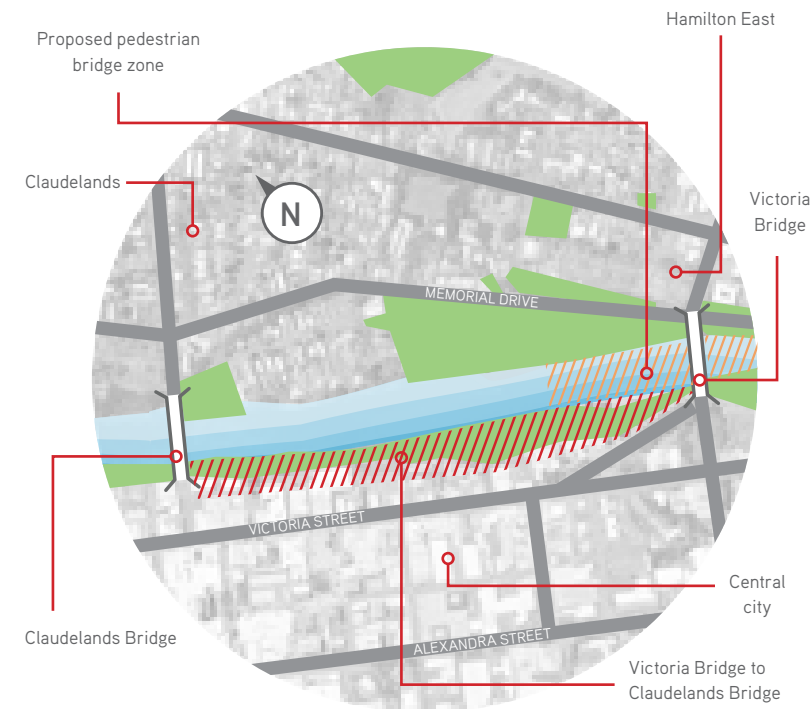 Hamilton East
Proposed pedestrian
bridge zone
Claudelands
N
Victoria
Bridge
MEMORIAL DRIVE
VICTORIA STREET
Central
city
Claudelands Bridge
ALEXANDRA STREET
Victoria Bridge to
Claudelands Bridge